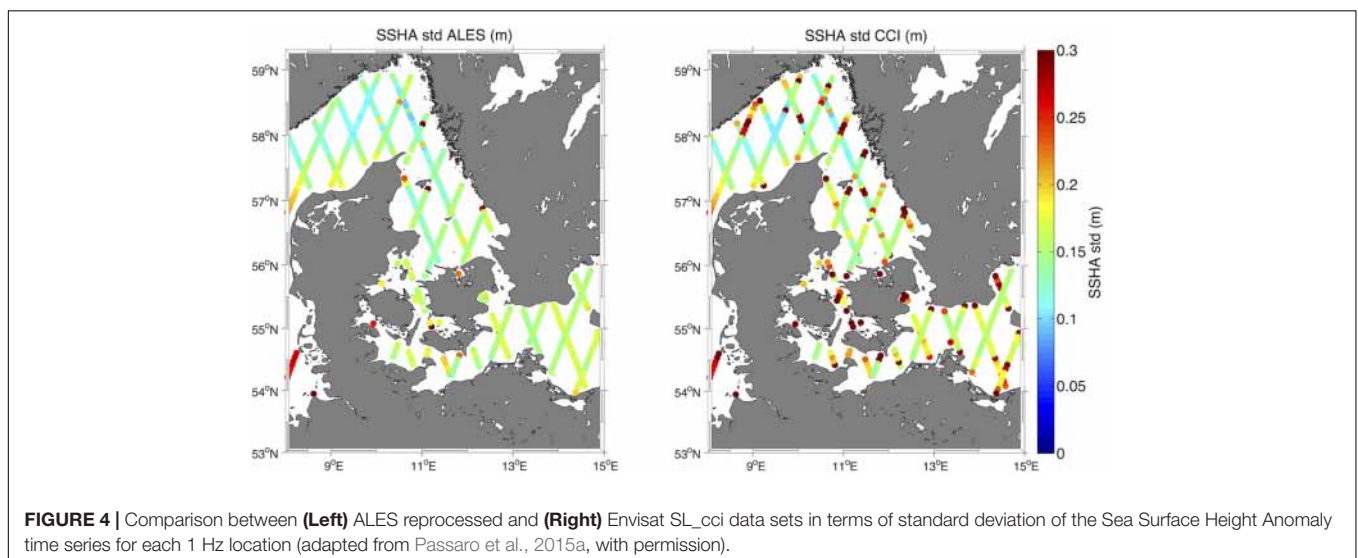 SSHA std ALES (m)
SSHA std CCI (m)
59°N
58°N
57°N
56°N
55°N
54°N
53°N
9°E
11°E
13°E
15°E
59°N
58°N
57°N
56°N
55°N
54°N
53°N
9°E
11°E
13°E
15°E
0.3
0.25
0.2
0.15
0.1
0.05
0
SSHA std (m)
FIGURE 4 | Comparison between (Left) ALES reprocessed and (Right) Envisat SL_cci data sets in terms of standard deviation of the Sea Surface Height Anomaly
time series for each 1 Hz location (adapted from Passaro et al., 2015a, with permission).